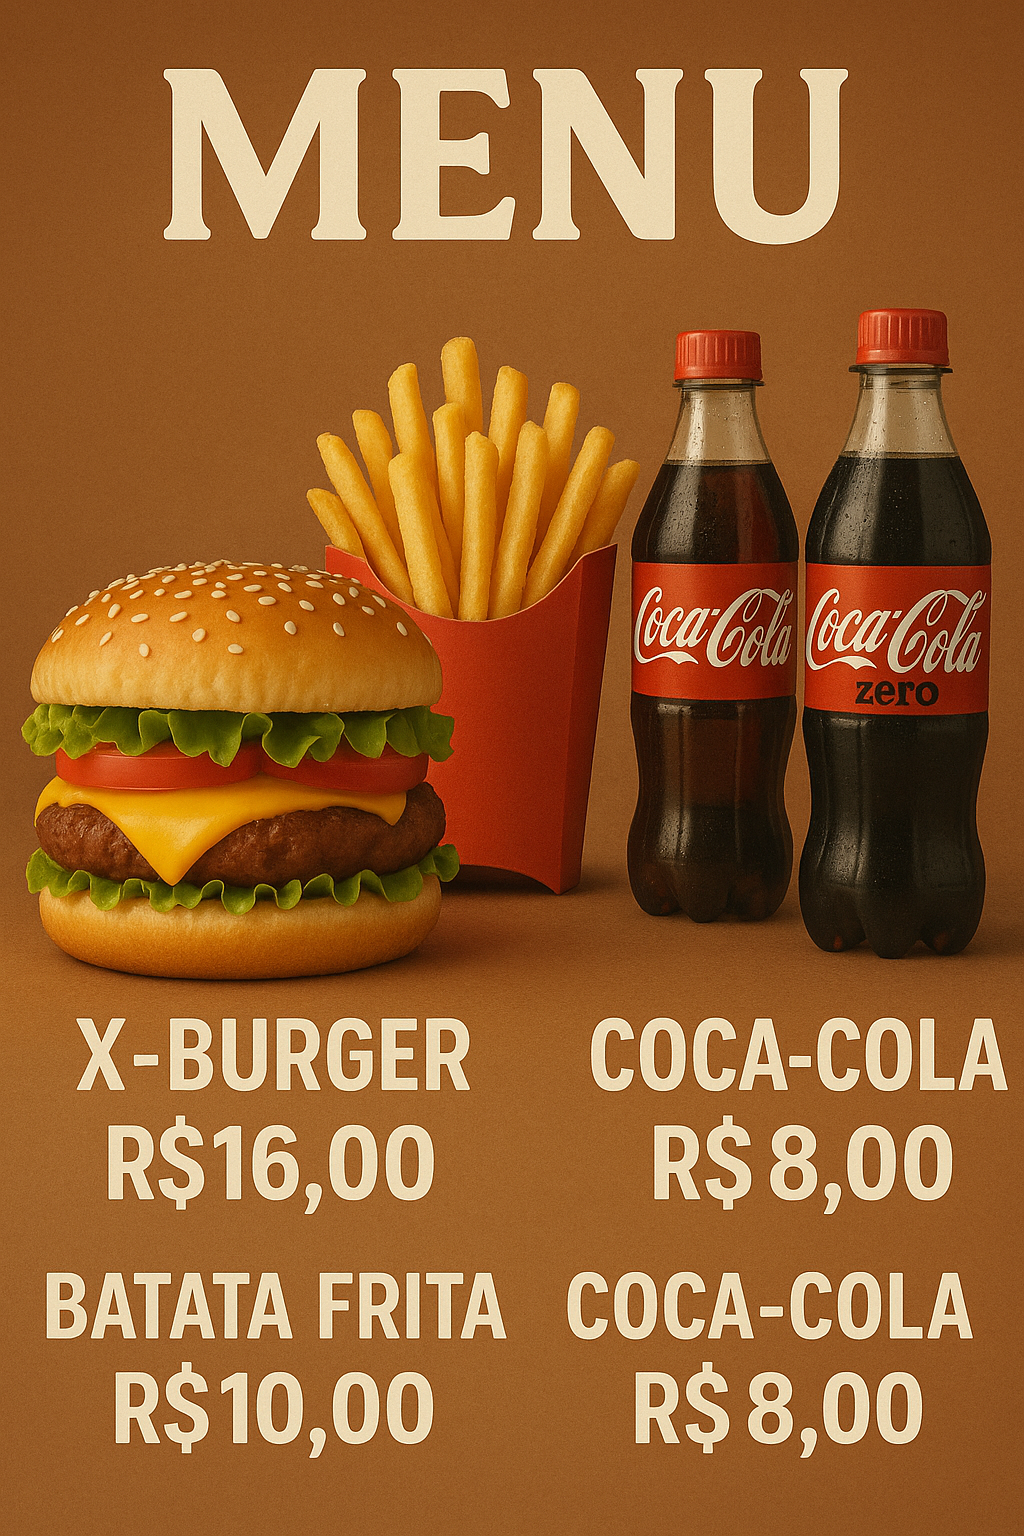 MENU
Coca-Cola
Coca-Cola
zero
X-BURGER
R$16,00
COCA-COLA
R$8,00
BATATA FRITA
R$10,00
COCA-COLA
R$8,00